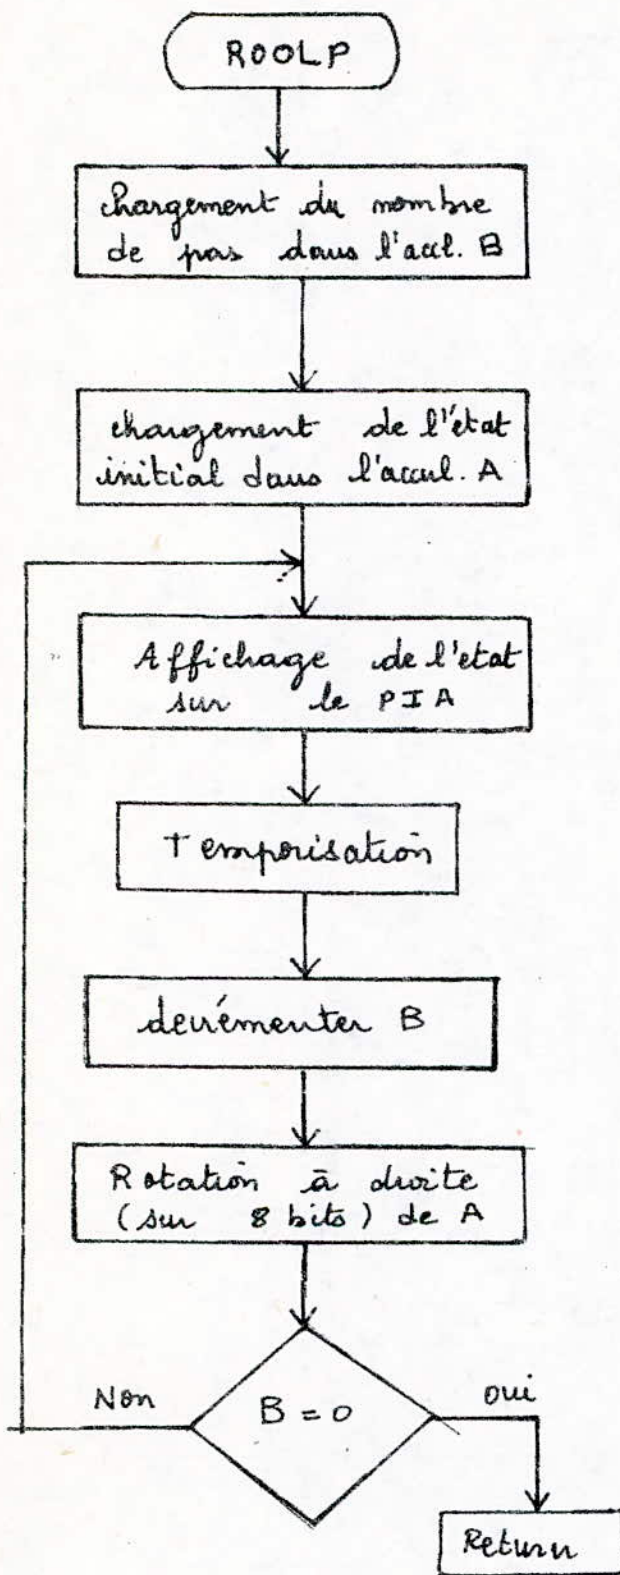 ROOLP
chargement du nombre
de pas dans l'accl. B
chargement de l'état
initial dans l'accul. A
Affichage de l'etat
sur le PIA
Temporisation
decrémenter B
Rotation à droite
(sur 8 bits) de A
Non
B = 0
oui
Return